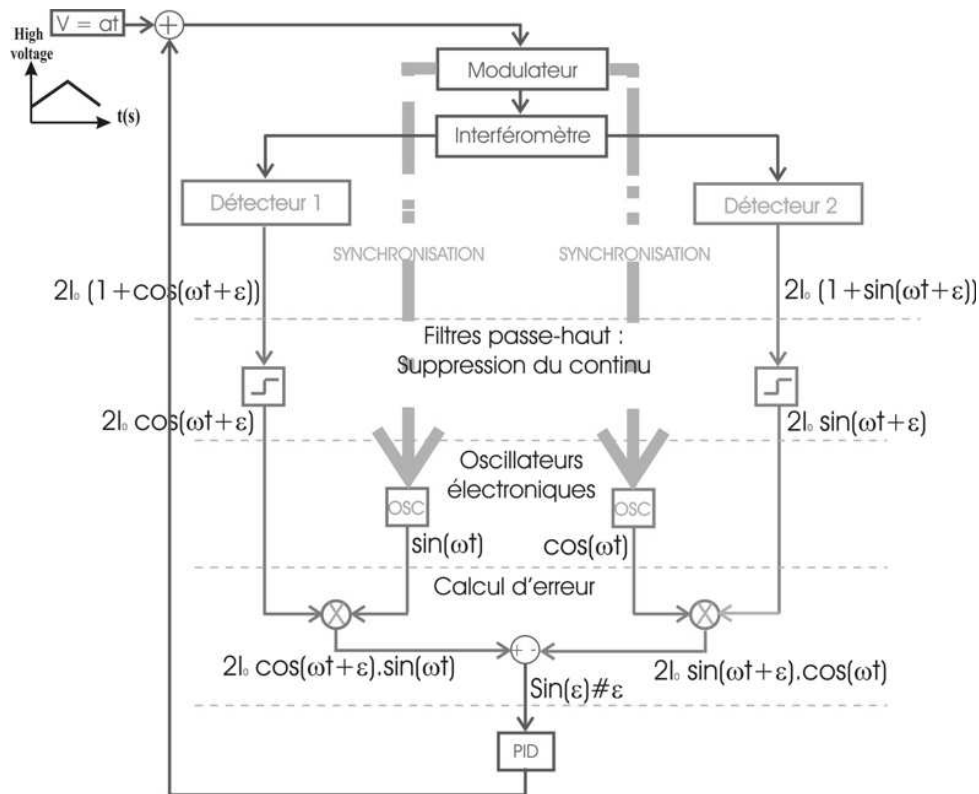 V = at
High
voltage
t(s)
+
Modulateur
Interféromètre
Détecteur 1
Détecteur 2
SYNCHRONISATION
SYNCHRONISATION
2I₀ (1+cos(ωt+ε))
2I₀ (1+sin(ωt+ε))
Filtres passe-haut :
Suppression du continu
2I₀ cos(ωt+ε)
2I₀ sin(ωt+ε)
Oscillateurs
électroniques
OSC
OSC
sin(ωt)
cos(ωt)
Calcul d'erreur
X
X
+ -
2I₀ cos(ωt+ε).sin(ωt)
2I₀ sin(ωt+ε).cos(ωt)
Sin(ε)#ε
PID